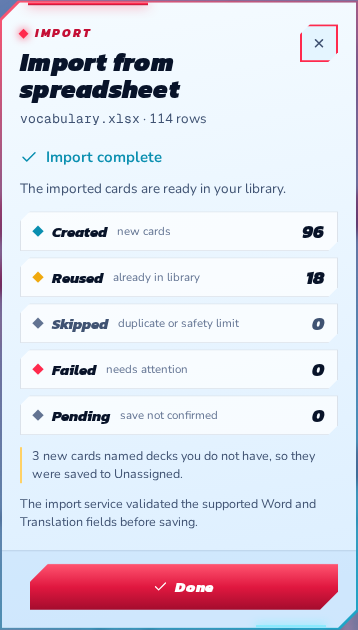 IMPORT
Import from
spreadsheet
vocabulary.xlsx · 114 rows
Import complete
The imported cards are ready in your library.
Created new cards 96
Reused already in library 18
Skipped duplicate or safety limit 0
Failed needs attention 0
Pending save not confirmed 0
3 new cards named decks you do not have, so they
were saved to Unassigned.
The import service validated the supported Word and
Translation fields before saving.
Done